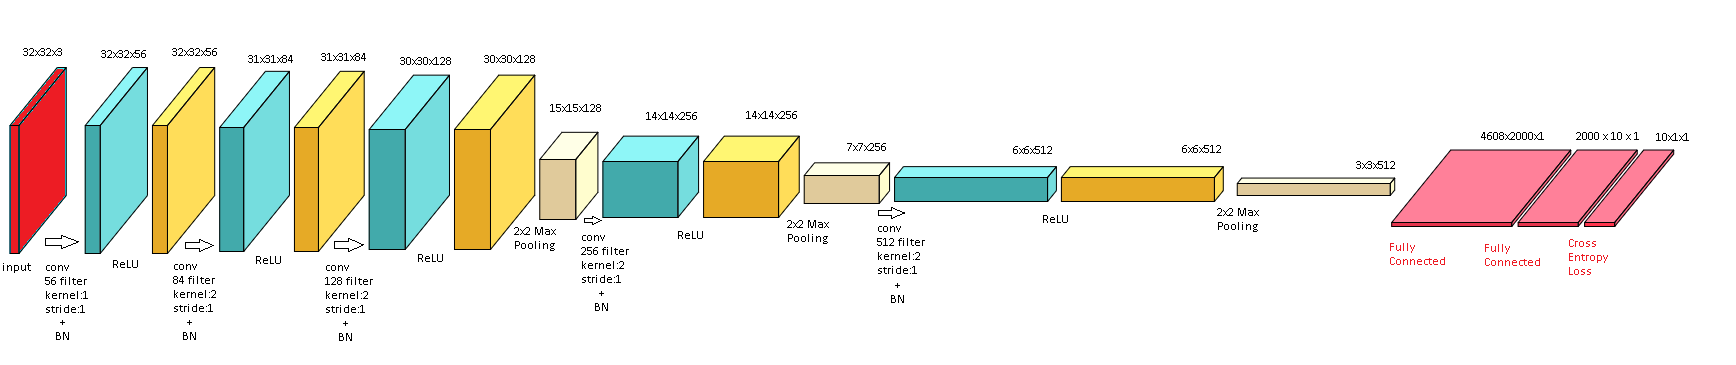 32x32x3
32x32x56
32x32x56
31x31x84
31x31x84
30x30x128
30x30x128
15x15x128
14x14x256
14x14x256
7x7x256
6x6x512
6x6x512
3x3x512
4608x2000x1
2000 x 10 x 1
10x1x1
input
conv
56 filter
kernel:1
stride:1
+
BN
ReLU
conv
84 filter
kernel:2
stride:1
+
BN
ReLU
conv
128 filter
kernel:2
stride:1
+
BN
ReLU
2x2 Max
Pooling
conv
256 filter
kernel:2
stride:1
+
BN
ReLU
2x2 Max
Pooling
conv
512 filter
kernel:2
stride:1
+
BN
ReLU
2x2 Max
Pooling
Fully
Connected
Fully
Connected
Cross
Entropy
Loss